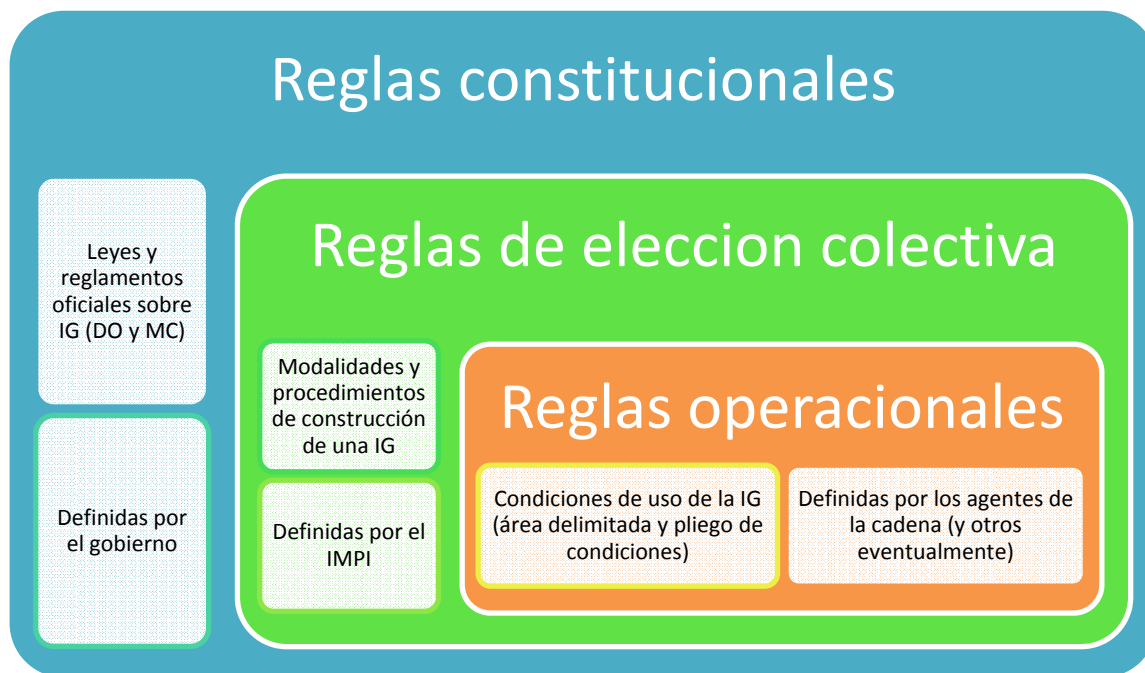 Reglas constitucionales
Leyes y
reglamentos
oficiales sobre
IG (DO y MC)
Definidas por
el gobierno
Reglas de eleccion colectiva
Modalidades y
procedimientos
de construcción
de una IG
Definidas por el
IMPI
Reglas operacionales
Condiciones de uso de la IG
(área delimitada y pliego de
condiciones)
Definidas por los agentes de
la cadena (y otros
eventualmente)